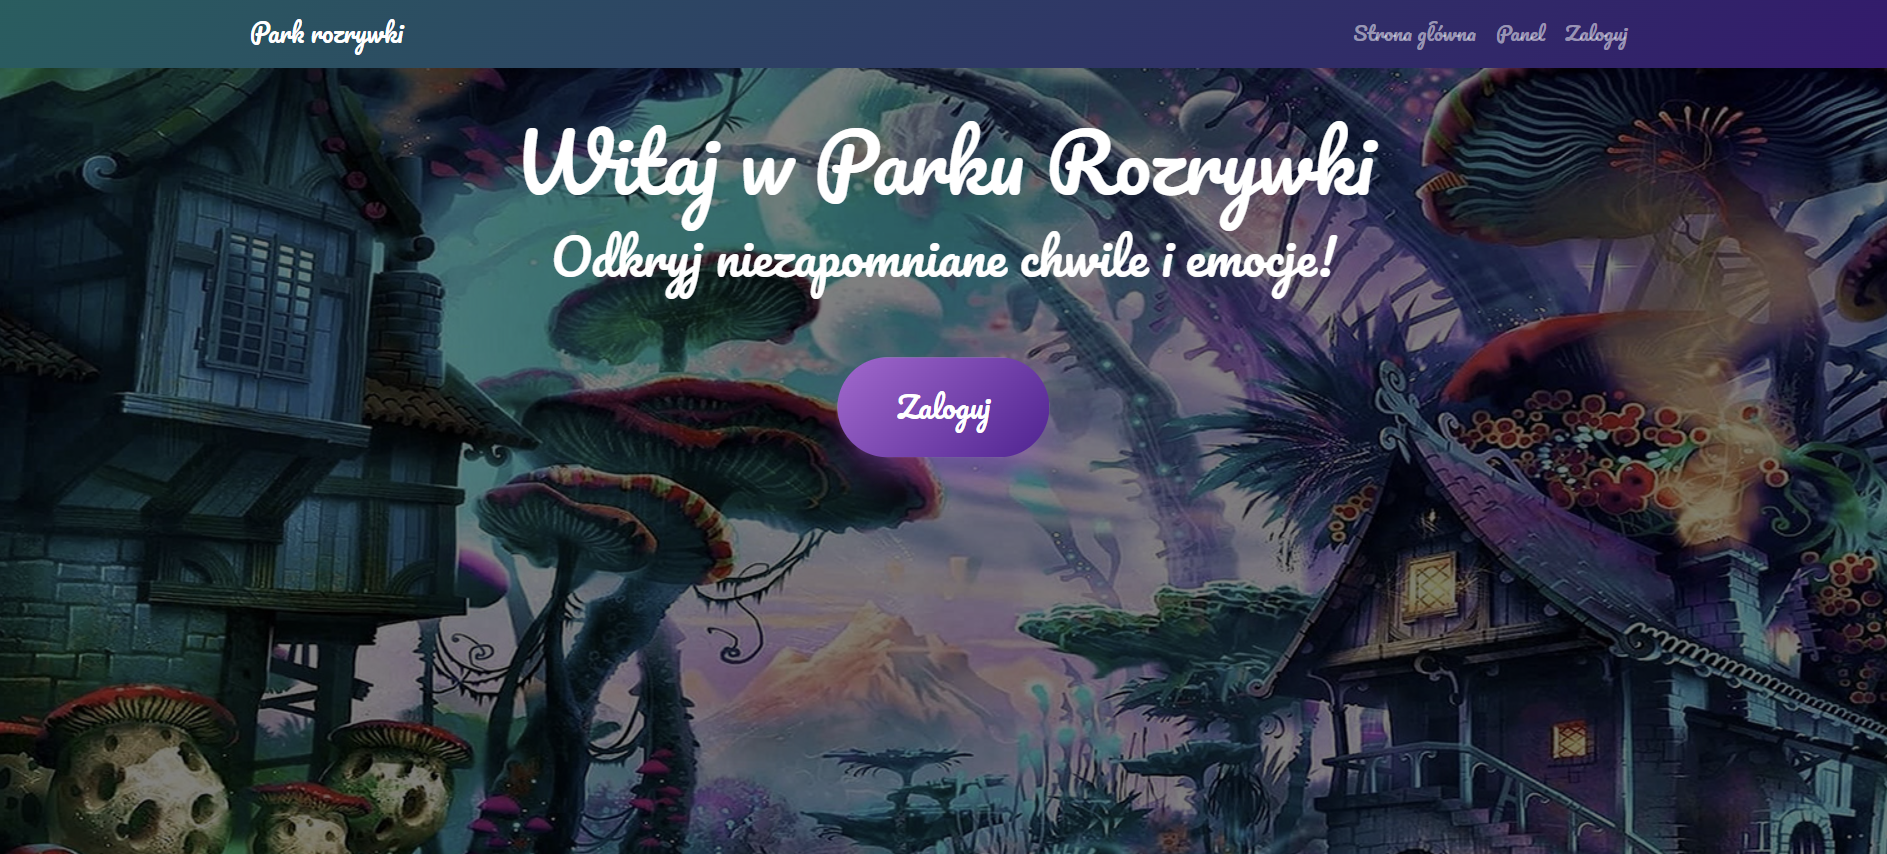 Park rozrywki
Strona główna Panel Zaloguj
Witaj w Parku Rozrywki
Odkryj niezapomniane chwile i emocje!
Zaloguj